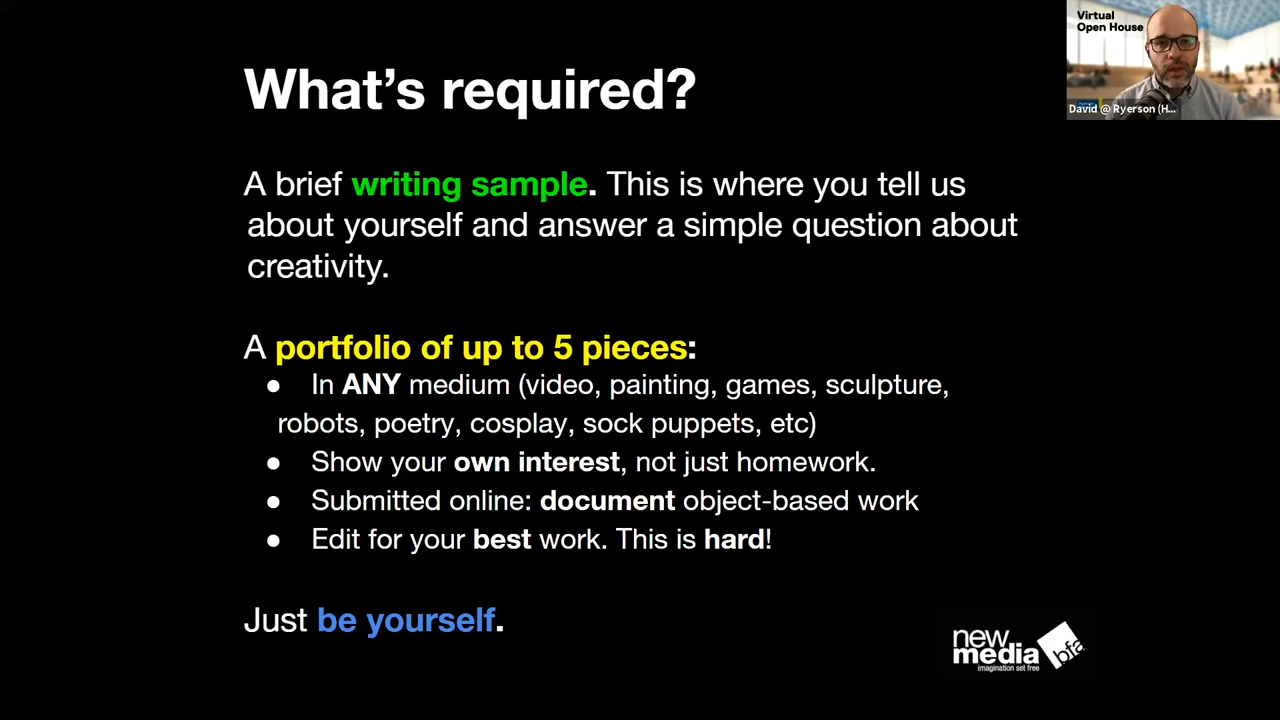 Virtual
Open House
David @ Ryerson (H...
What's required?
A brief writing sample. This is where you tell us
about yourself and answer a simple question about
creativity.
A portfolio of up to 5 pieces:
● In ANY medium (video, painting, games, sculpture,
robots, poetry, cosplay, sock puppets, etc)
● Show your own interest, not just homework.
● Submitted online: document object-based work
● Edit for your best work. This is hard!
Just be yourself.
new
media
bfa
imagination set free